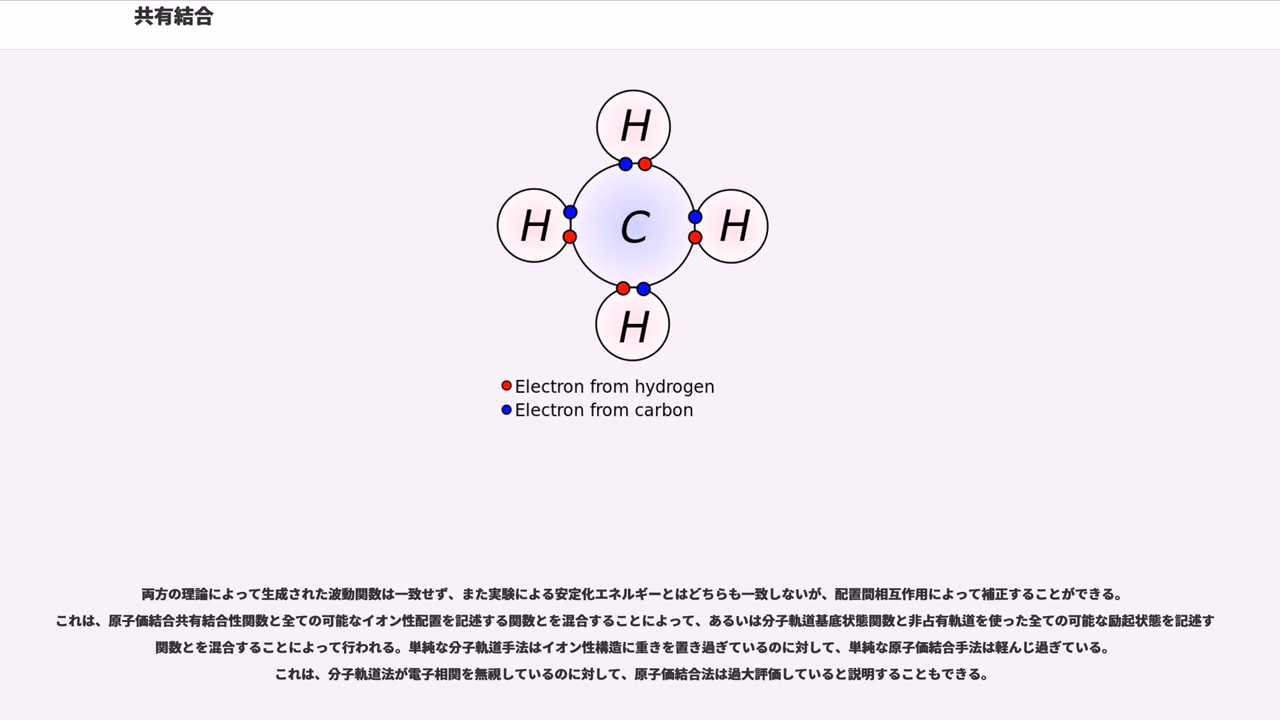 共有結合
H
H
C
H
H
Electron from hydrogen
Electron from carbon
両方の理論によって生成された波動関数は一致せず、また実験による安定化エネルギーとはどちらも一致しないが、配置間相互作用によって補正することができる。
これは、原子価結合共有結合性関数と全ての可能なイオン性配置を記述する関数とを混合することによって、あるいは分子軌道基底状態関数と非占有軌道を使った全ての可能な励起状態を記述す
関数とを混合することによって行われる。単純な分子軌道手法はイオン性構造に重きを置き過ぎているのに対して、単純な原子価結合手法は軽んじ過ぎている。
これは、分子軌道法が電子相関を無視しているのに対して、原子価結合法は過大評価していると説明することもできる。